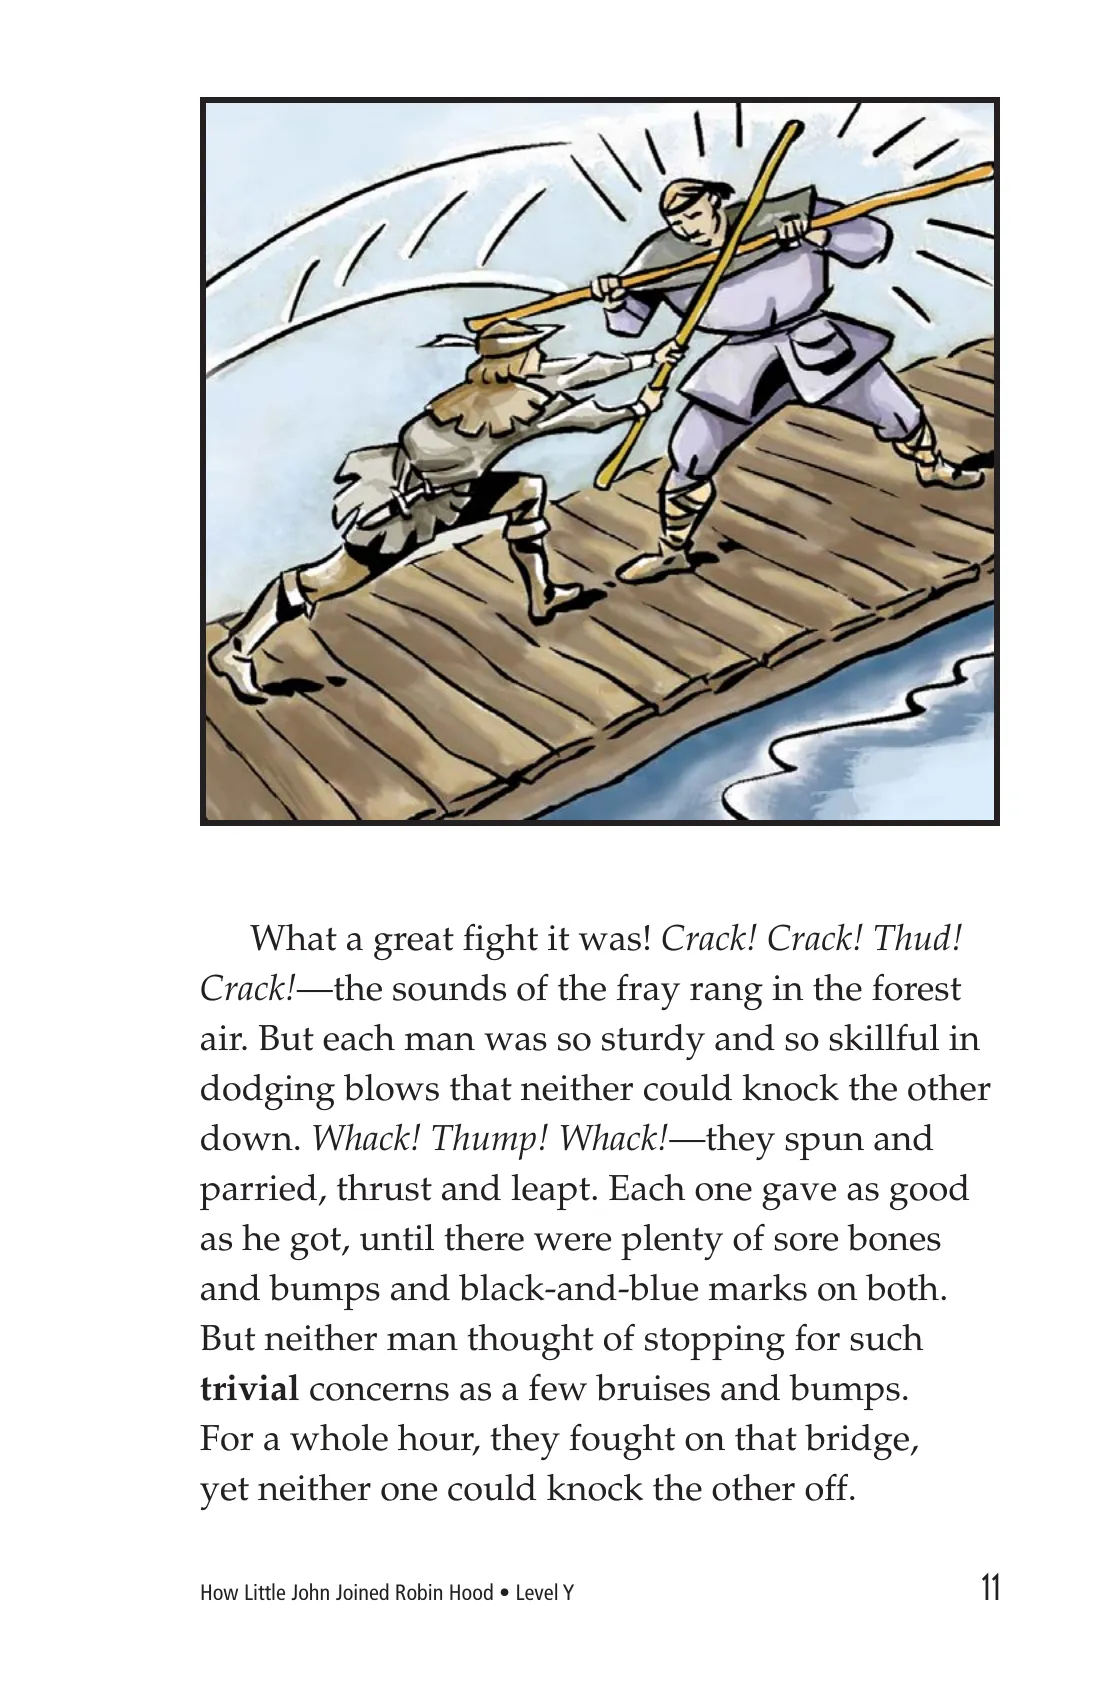 What a great fight it was! Crack! Crack! Thud!
Crack!—the sounds of the fray rang in the forest
air. But each man was so sturdy and so skillful in
dodging blows that neither could knock the other
down. Whack! Thump! Whack!—they spun and
parried, thrust and leapt. Each one gave as good
as he got, until there were plenty of sore bones
and bumps and black-and-blue marks on both.
But neither man thought of stopping for such
trivial concerns as a few bruises and bumps.
For a whole hour, they fought on that bridge,
yet neither one could knock the other off.
How Little John Joined Robin Hood • Level Y
11